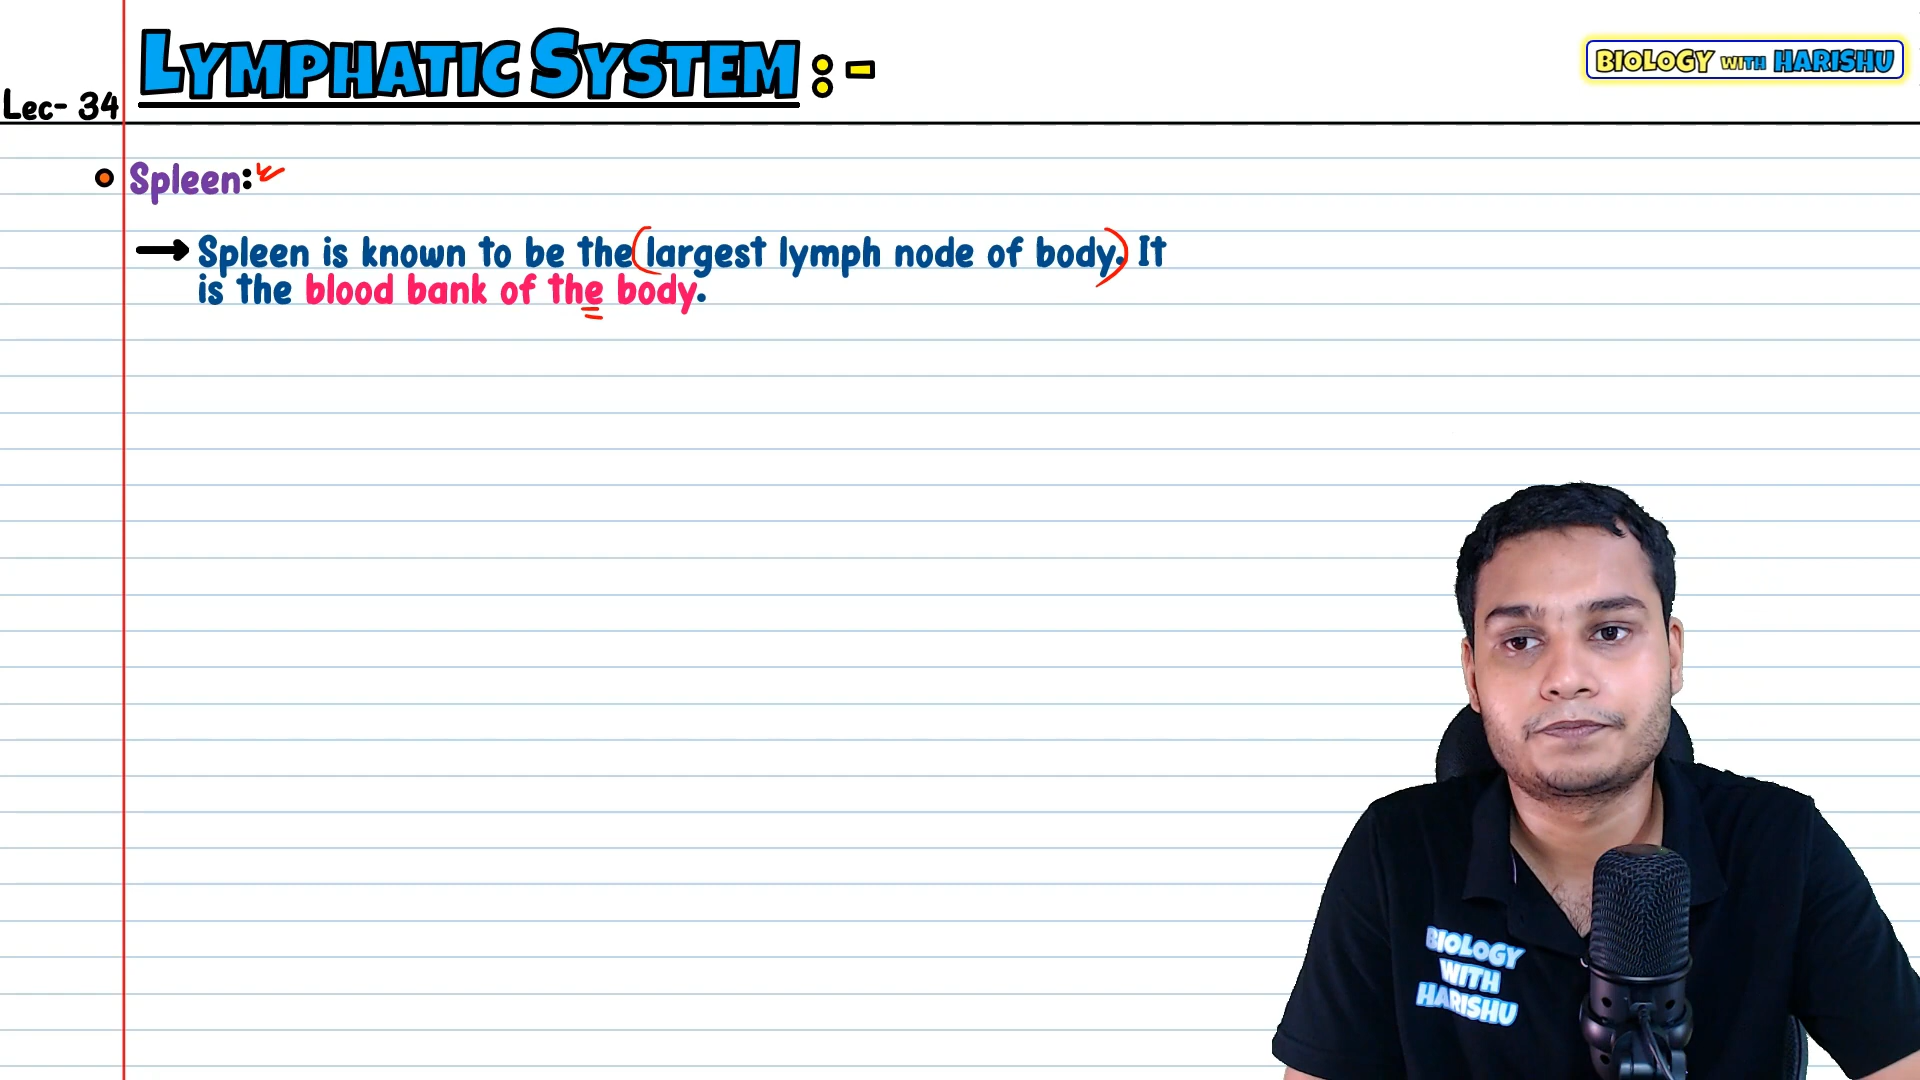 LYMPHATIC SYSTEM :-
BIOLOGY WITH HARISHU
Lec- 34
Spleen:
Spleen is known to be the largest lymph node of body. It
is the blood bank of the body.
BIOLOGY
WITH
HARISHU